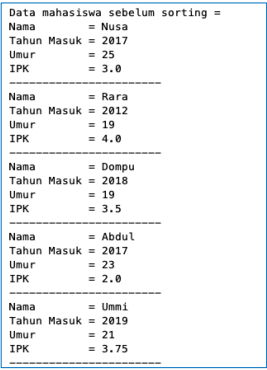 Data mahasiswa sebelum sorting =
Nama        = Nusa
Tahun Masuk = 2017
Umur        = 25
IPK         = 3.0
-----------------------
Nama        = Rara
Tahun Masuk = 2012
Umur        = 19
IPK         = 4.0
-----------------------
Nama        = Dompu
Tahun Masuk = 2018
Umur        = 19
IPK         = 3.5
-----------------------
Nama        = Abdul
Tahun Masuk = 2017
Umur        = 23
IPK         = 2.0
-----------------------
Nama        = Ummi
Tahun Masuk = 2019
Umur        = 21
IPK         = 3.75
-----------------------